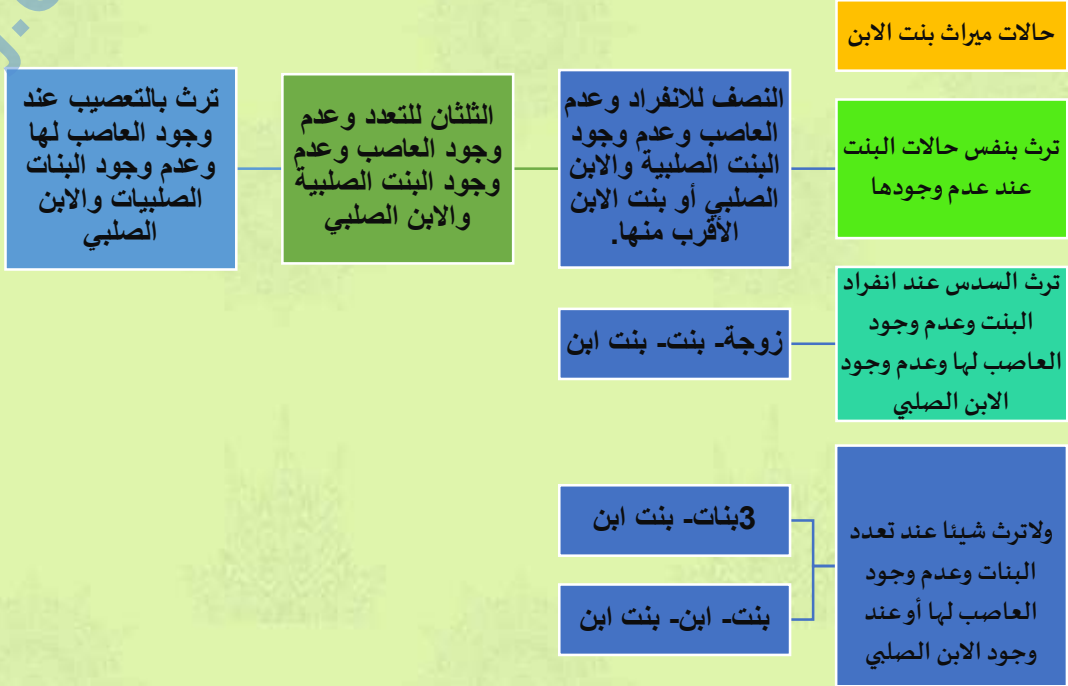 حالات ميراث بنت الابن
ترث بنفس حالات البنت
عند عدم وجودها
النصف للانفراد وعدم
العاصب وعدم وجود
البنت الصلبية والابن
الصلبي أو بنت الابن
الأقرب منها.
الثلثان للتعدد وعدم
وجود العاصب وعدم
وجود البنت الصلبية
والابن الصلبي
ترث بالتعصيب عند
وجود العاصب لها
وعدم وجود البنات
الصلبيات والابن
الصلبي
ترث السدس عند انفراد
البنت وعدم وجود
العاصب لها وعدم وجود
الابن الصلبي
زوجة- بنت- بنت ابن
ولاترث شيئا عند تعدد
البنات وعدم وجود
العاصب لها أو عند
وجود الابن الصلبي
3بنات- بنت ابن
بنت- ابن- بنت ابن